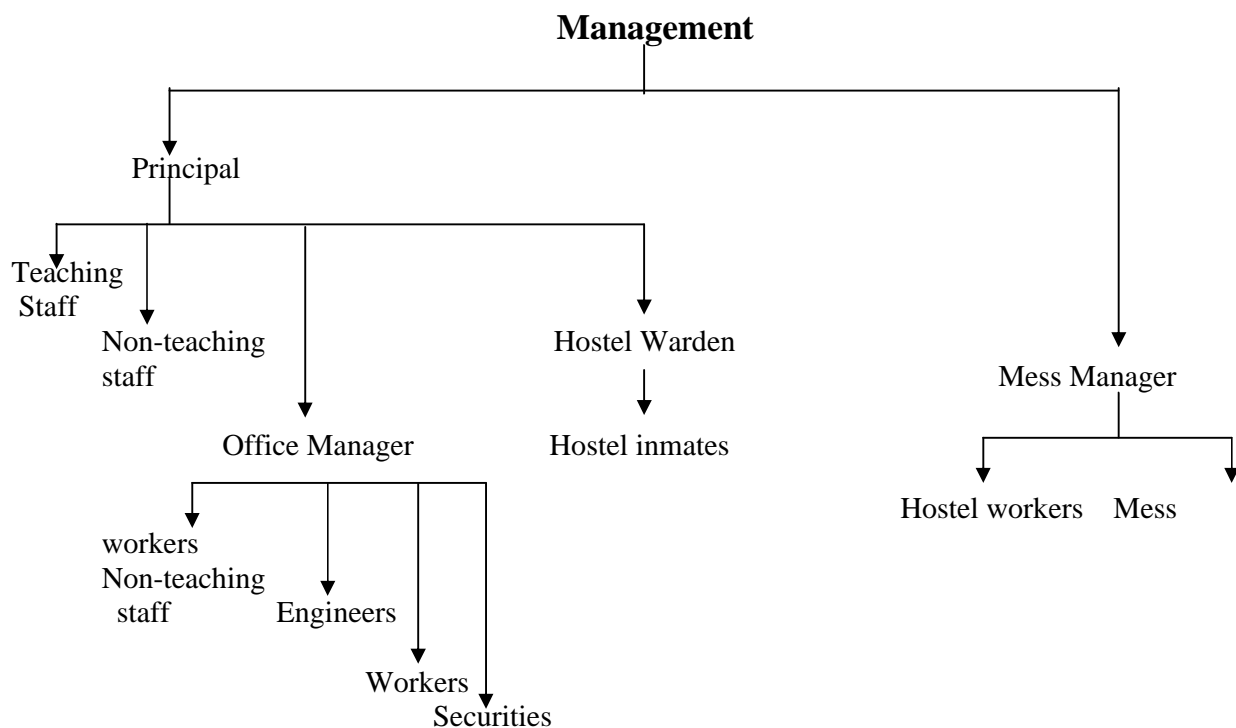 Management
Principal
Teaching
Staff
Non-teaching
staff
Hostel Warden
Mess Manager
Office Manager
Hostel inmates
Hostel workers Mess
workers
Non-teaching
staff
Engineers
Workers
Securities